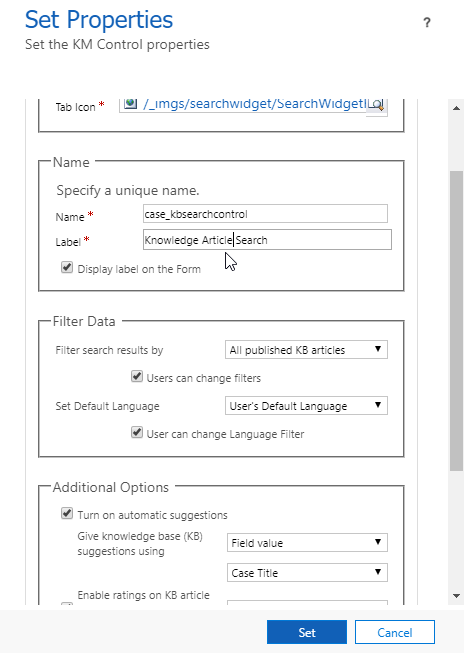 Set Properties
?
Set the KM Control properties
Tab Icon *
/_imgs/searchwidget/SearchWidgetI
Name
Specify a unique name.
Name *
case_kbsearchcontrol
Label *
Knowledge Article Search
Display label on the Form
Filter Data
Filter search results by
All published KB articles
Users can change filters
Set Default Language
User's Default Language
User can change Language Filter
Additional Options
Turn on automatic suggestions
Give knowledge base (KB)
suggestions using
Field value
Case Title
Enable ratings on KB article
Set
Cancel